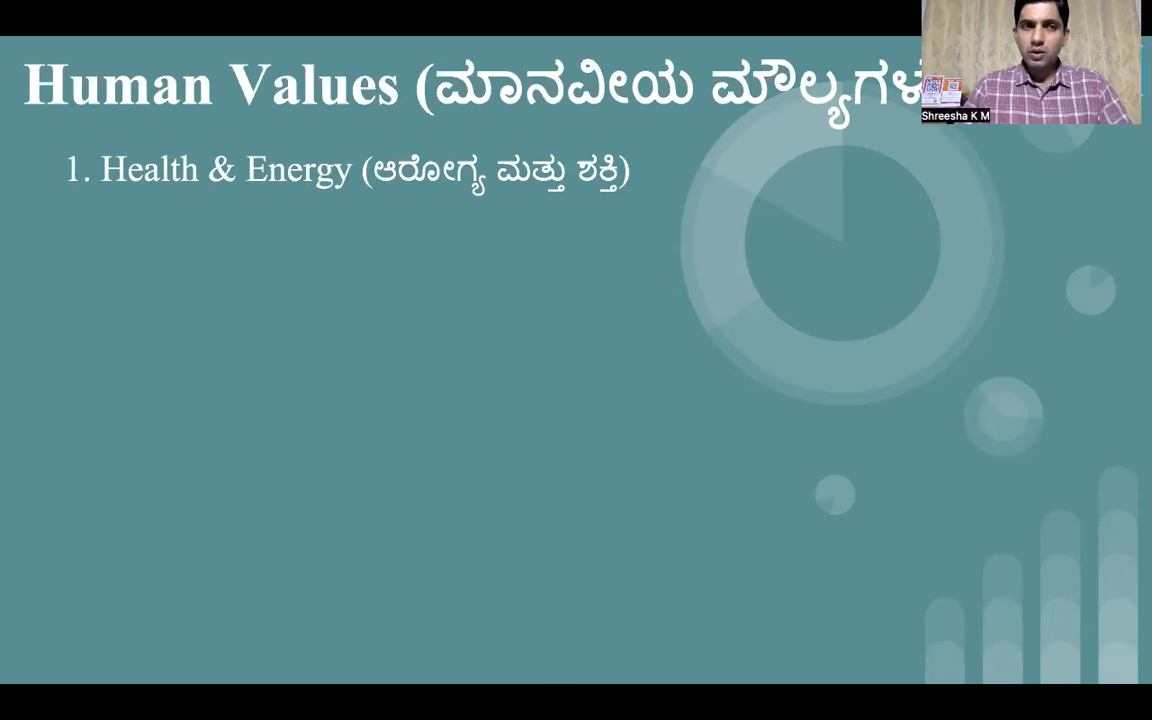 Human Values (ಮಾನವೀಯ ಮೌಲ್ಯಗಳ
Shreesha K M
1. Health & Energy (ಆರೋಗ್ಯ ಮತ್ತು ಶಕ್ತಿ)